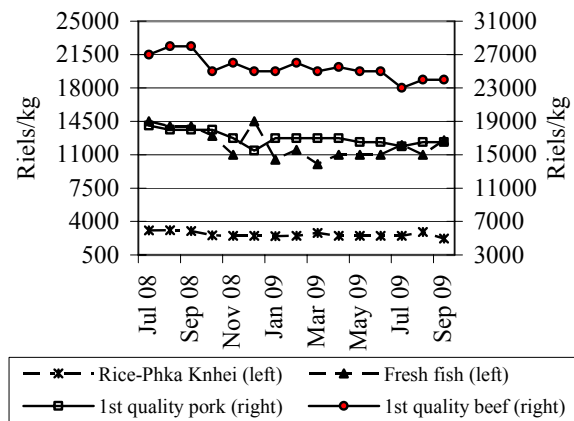 25000
21500
18000
14500
11000
7500
4000
500
Riels/kg
31000
27000
23000
19000
15000
11000
7000
3000
Riels/kg
Jul 08
Sep 08
Nov 08
Jan 09
Mar 09
May 09
Jul 09
Sep 09
Rice-Phka Knhei (left)
Fresh fish (left)
1st quality pork (right)
1st quality beef (right)